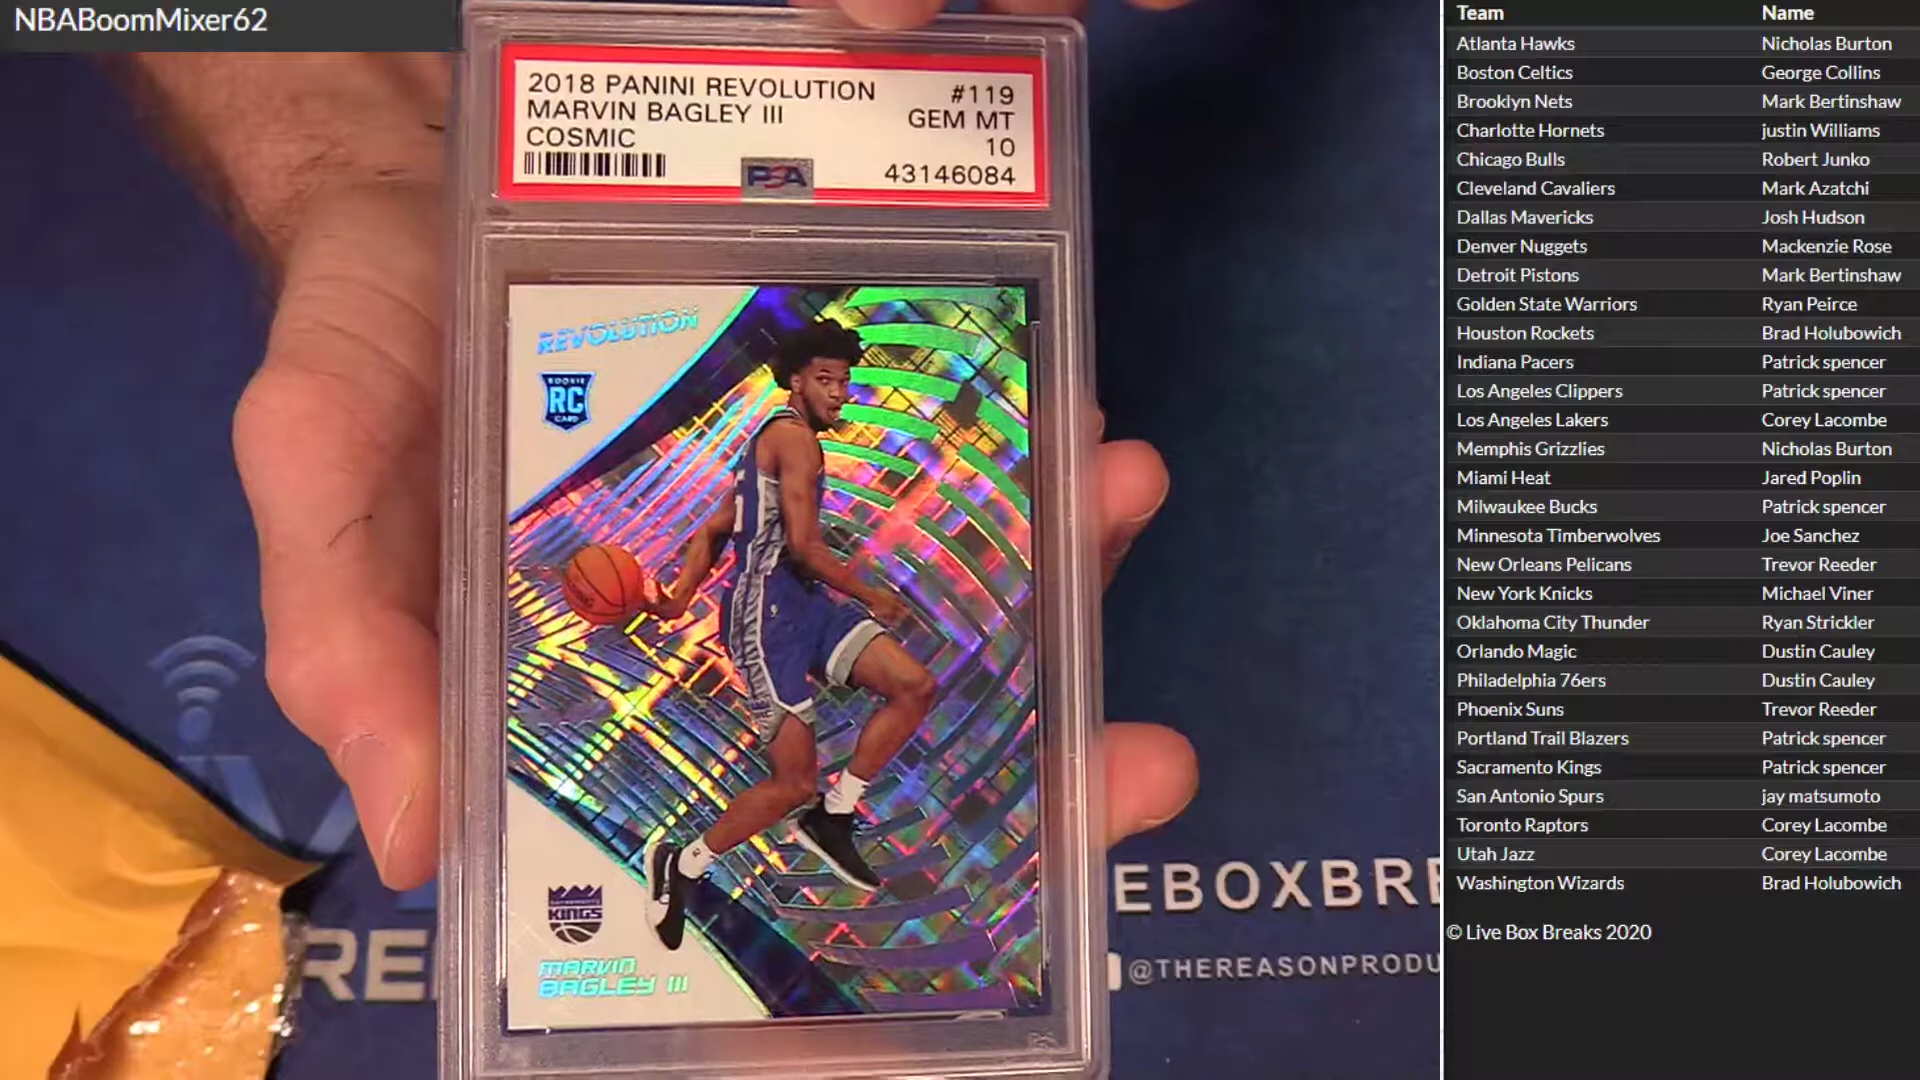 NBABoomMixer62
2018 PANINI REVOLUTION #119
MARVIN BAGLEY III GEM MT
COSMIC 10
PSA 43146084
REVOLUTION
ROOKIE
RC
CARD
KINGS
MARVIN
BAGLEY III
RE
EBOXBRE
@THEREASONPRODU
Team Name
Atlanta Hawks Nicholas Burton
Boston Celtics George Collins
Brooklyn Nets Mark Bertinshaw
Charlotte Hornets justin Williams
Chicago Bulls Robert Junko
Cleveland Cavaliers Mark Azatchi
Dallas Mavericks Josh Hudson
Denver Nuggets Mackenzie Rose
Detroit Pistons Mark Bertinshaw
Golden State Warriors Ryan Peirce
Houston Rockets Brad Holubowich
Indiana Pacers Patrick spencer
Los Angeles Clippers Patrick spencer
Los Angeles Lakers Corey Lacombe
Memphis Grizzlies Nicholas Burton
Miami Heat Jared Poplin
Milwaukee Bucks Patrick spencer
Minnesota Timberwolves Joe Sanchez
New Orleans Pelicans Trevor Reeder
New York Knicks Michael Viner
Oklahoma City Thunder Ryan Strickler
Orlando Magic Dustin Cauley
Philadelphia 76ers Dustin Cauley
Phoenix Suns Trevor Reeder
Portland Trail Blazers Patrick spencer
Sacramento Kings Patrick spencer
San Antonio Spurs jay matsumoto
Toronto Raptors Corey Lacombe
Utah Jazz Corey Lacombe
Washington Wizards Brad Holubowich
© Live Box Breaks 2020